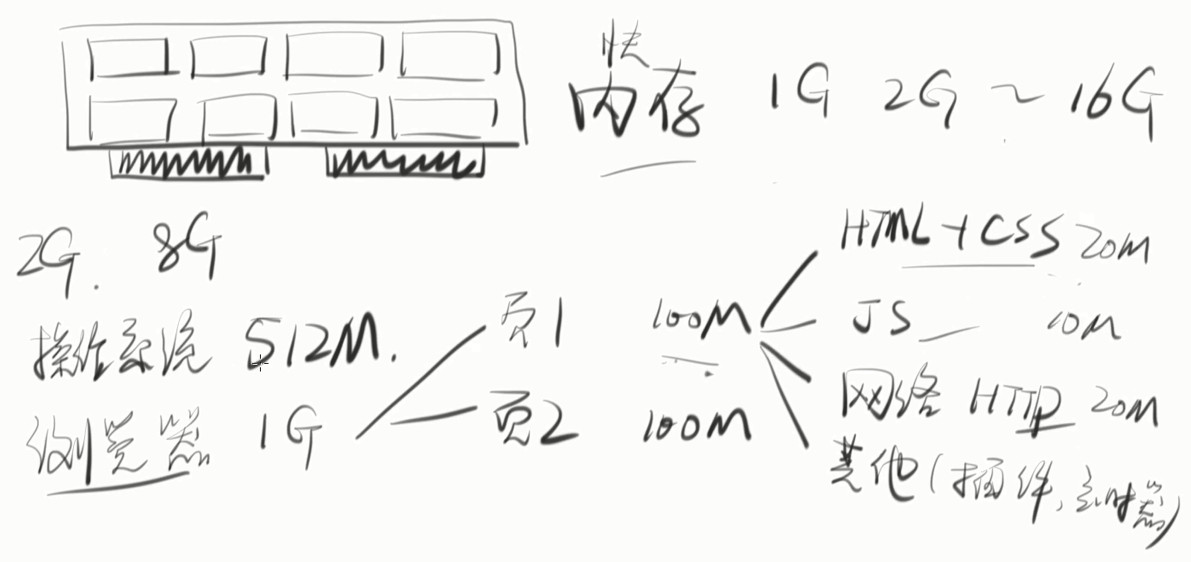 快
内存 1G 2G ~ 16G
2G. 8G
HTML+CSS 20M
操作系统 512M.
页1 100M
JS 10M
浏览器 1G
页2 100M
网络 HTTP 20M
其他(插件,定时器)